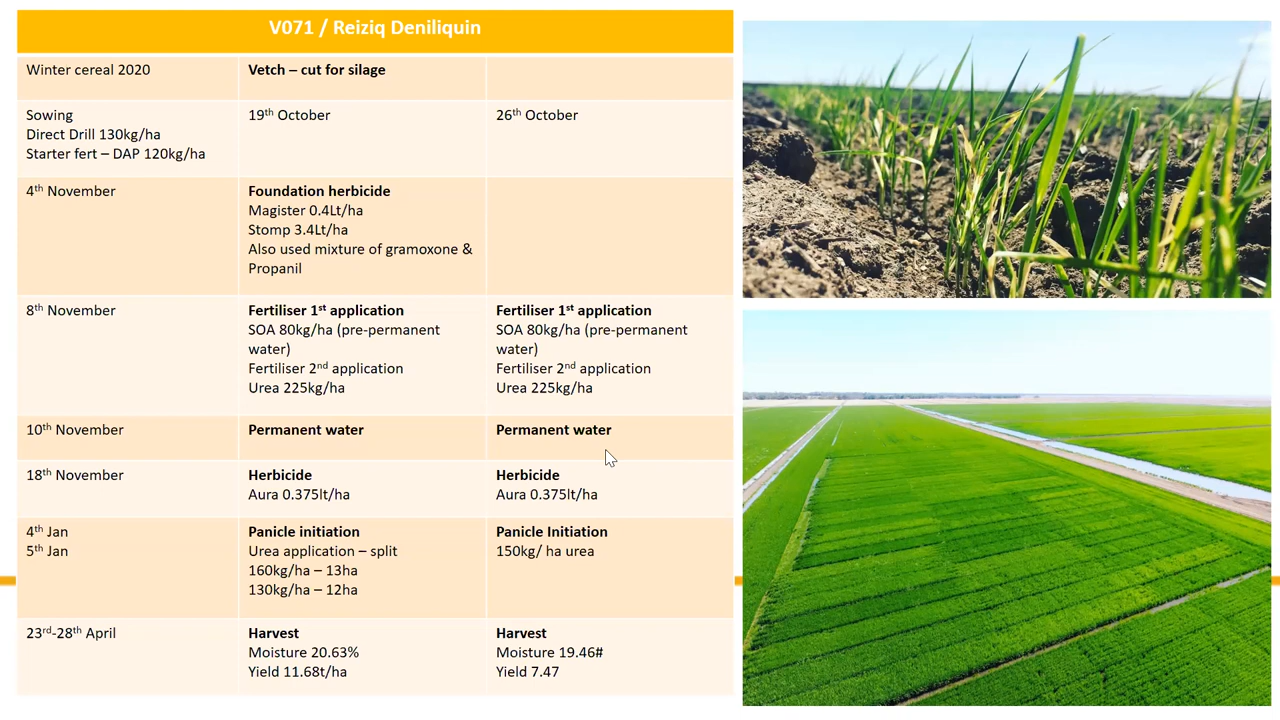 V071 / Reiziq Deniliquin
Winter cereal 2020
Vetch – cut for silage
Sowing
Direct Drill 130kg/ha
Starter fert – DAP 120kg/ha
19th October
26th October
4th November
Foundation herbicide
Magister 0.4Lt/ha
Stomp 3.4Lt/ha
Also used mixture of gramoxone &
Propanil
8th November
Fertiliser 1st application
SOA 80kg/ha (pre-permanent
water)
Fertiliser 2nd application
Urea 225kg/ha
Fertiliser 1st application
SOA 80kg/ha (pre-permanent
water)
Fertiliser 2nd application
Urea 225kg/ha
10th November
Permanent water
Permanent water
18th November
Herbicide
Aura 0.375lt/ha
Herbicide
Aura 0.375lt/ha
4th Jan
5th Jan
Panicle initiation
Urea application – split
160kg/ha – 13ha
130kg/ha – 12ha
Panicle Initiation
150kg/ ha urea
23rd-28th April
Harvest
Moisture 20.63%
Yield 11.68t/ha
Harvest
Moisture 19.46#
Yield 7.47